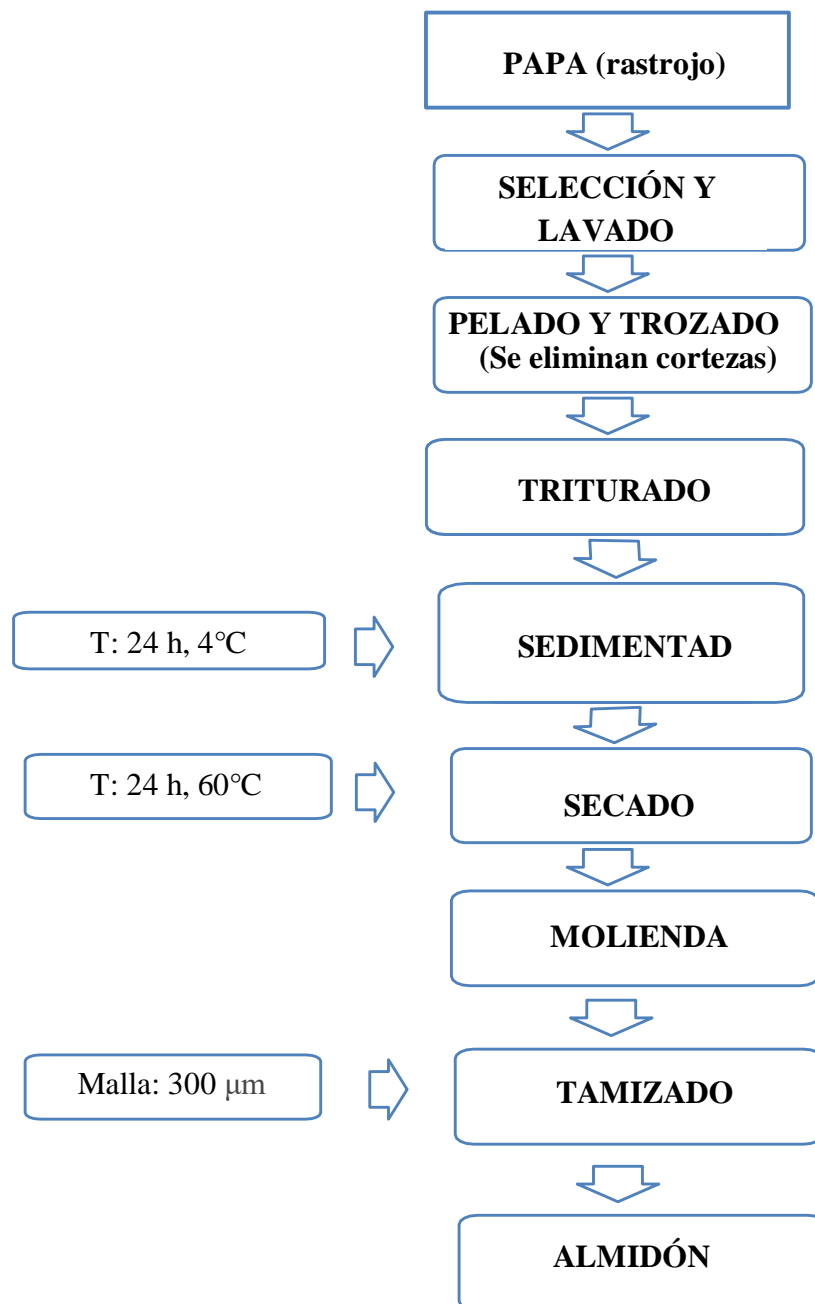 PAPA (rastrojo)
SELECCIÓN Y
LAVADO
PELADO Y TROZADO
(Se eliminan cortezas)
TRITURADO
T: 24 h, 4°C
SEDIMENTAD
T: 24 h, 60°C
SECADO
MOLIENDA
Malla: 300 µm
TAMIZADO
ALMIDÓN